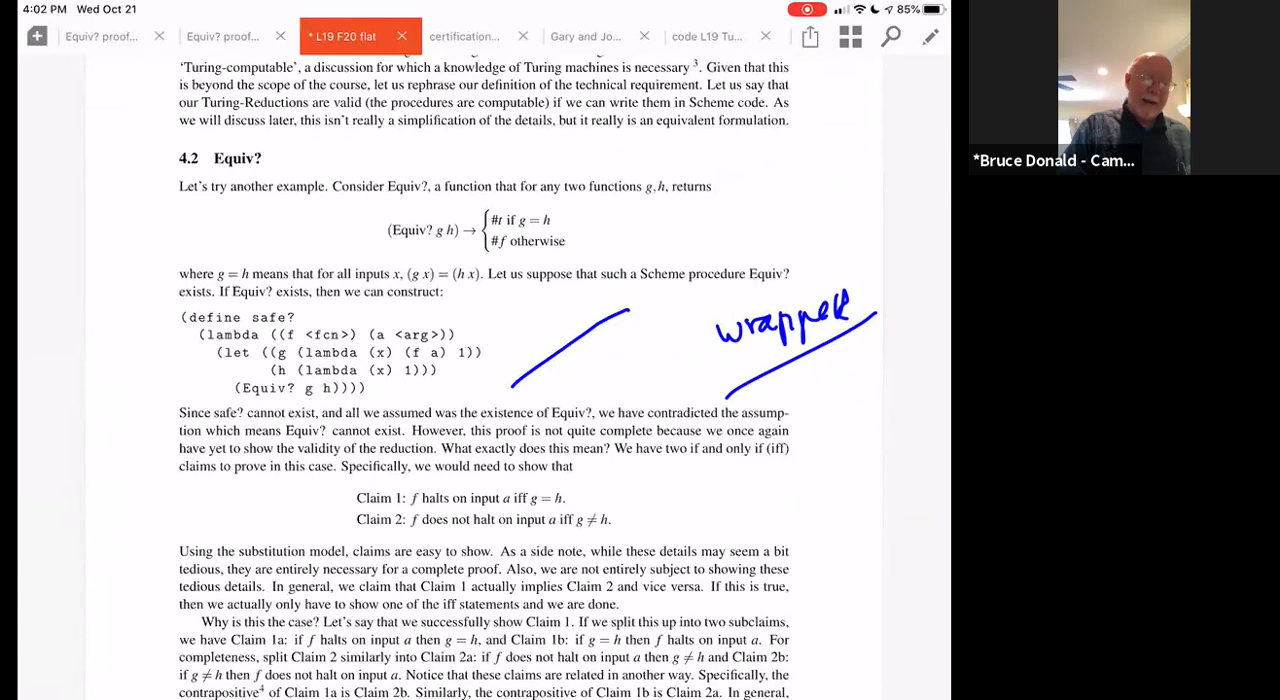 4:02 PM Wed Oct 21
85%
Equiv? proof...
Equiv? proof...
* L19 F20 flat
certification...
Gary and Jo...
code L19 Tu...
'Turing-computable', a discussion for which a knowledge of Turing machines is necessary 3. Given that this
is beyond the scope of the course, let us rephrase our definition of the technical requirement. Let us say that
our Turing-Reductions are valid (the procedures are computable) if we can write them in Scheme code. As
we will discuss later, this isn't really a simplification of the details, but it really is an equivalent formulation.
4.2 Equiv?
Let's try another example. Consider Equiv?, a function that for any two functions g,h, returns
(Equiv? g h) → { #t if g = h
#f otherwise
where g = h means that for all inputs x, (g x) = (h x). Let us suppose that such a Scheme procedure Equiv?
exists. If Equiv? exists, then we can construct:
(define safe?
(lambda ((f <fcn>) (a <arg>))
(let ((g (lambda (x) (f a) 1))
(h (lambda (x) 1)))
(Equiv? g h))))
wrapper
Since safe? cannot exist, and all we assumed was the existence of Equiv?, we have contradicted the assump-
tion which means Equiv? cannot exist. However, this proof is not quite complete because we once again
have yet to show the validity of the reduction. What exactly does this mean? We have two if and only if (iff)
claims to prove in this case. Specifically, we would need to show that
Claim 1: f halts on input a iff g = h.
Claim 2: f does not halt on input a iff g ≠ h.
Using the substitution model, claims are easy to show. As a side note, while these details may seem a bit
tedious, they are entirely necessary for a complete proof. Also, we are not entirely subject to showing these
tedious details. In general, we claim that Claim 1 actually implies Claim 2 and vice versa. If this is true,
then we actually only have to show one of the iff statements and we are done.
Why is this the case? Let's say that we successfully show Claim 1. If we split this up into two subclaims,
we have Claim 1a: if f halts on input a then g = h, and Claim 1b: if g = h then f halts on input a. For
completeness, split Claim 2 similarly into Claim 2a: if f does not halt on input a then g ≠ h and Claim 2b:
if g ≠ h then f does not halt on input a. Notice that these claims are related in another way. Specifically, the
contrapositive4 of Claim 1a is Claim 2b. Similarly, the contrapositive of Claim 1b is Claim 2a. In general,
*Bruce Donald - Cam...